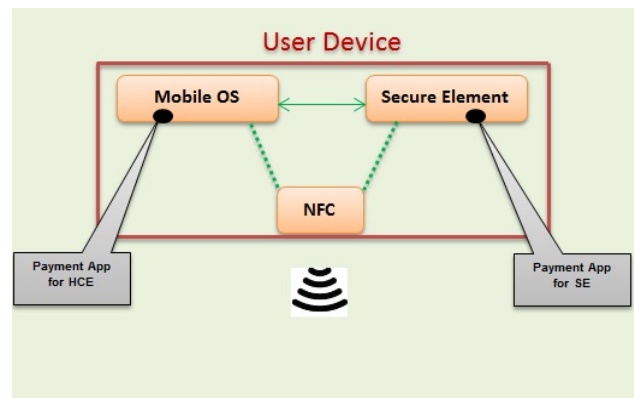 User Device
Mobile OS
Secure Element
NFC
Payment App
for HCE
Payment App
for SE